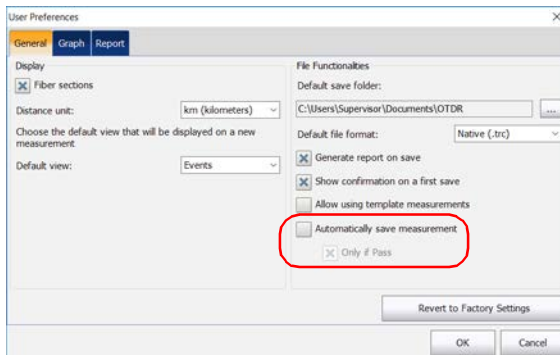 User Preferences
General Graph Report
Display
Fiber sections
Distance unit: km (kilometers)
Choose the default view that will be displayed on a new
measurement
Default view: Events
File Functionalities
Default save folder:
C:\Users\Supervisor\Documents\OTDR ...
Default file format: Native (.trc)
Generate report on save
Show confirmation on a first save
Allow using template measurements
Automatically save measurement
Only if Pass
Revert to Factory Settings
OK Cancel